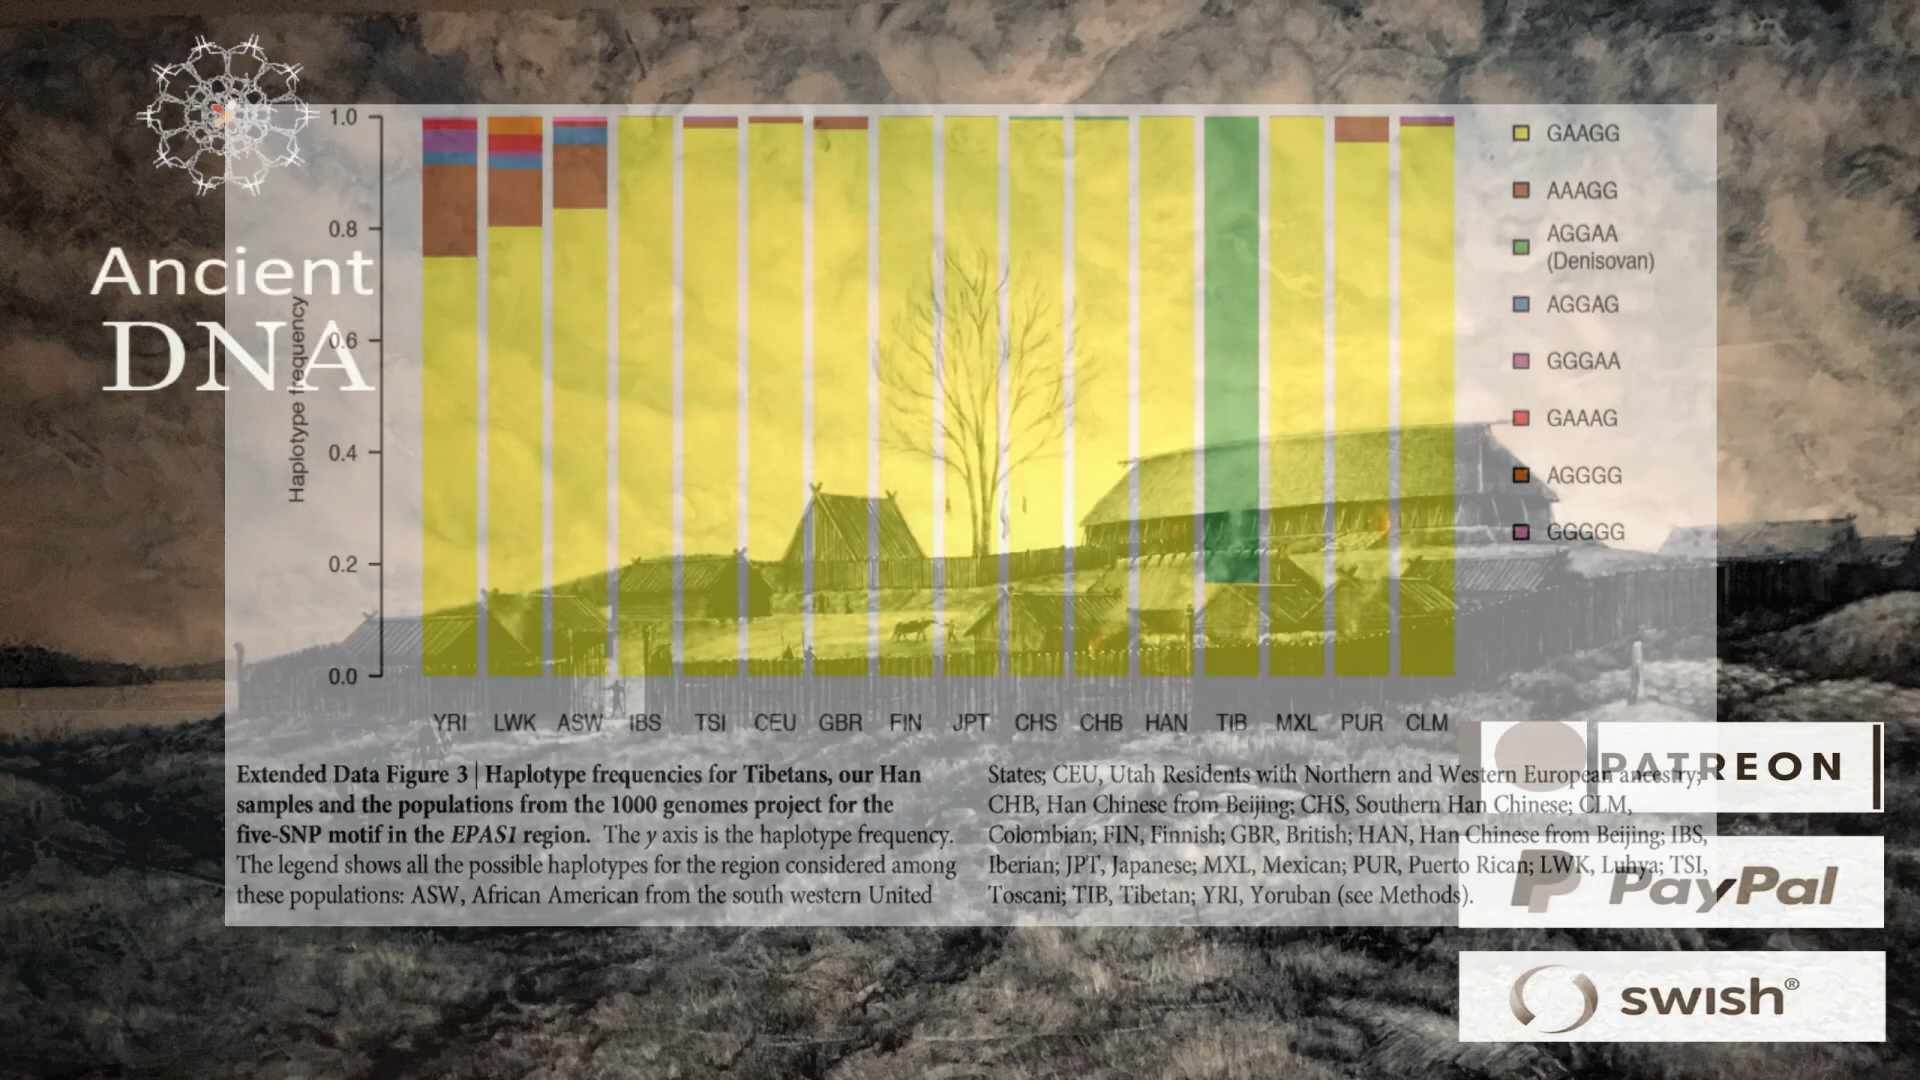 Ancient
DNA
Haplotype frequency
1.0
0.8
0.6
0.4
0.2
0.0
YRI LWK ASW IBS TSI CEU GBR FIN JPT CHS CHB HAN TIB MXL PUR CLM
GAAGG
AAAGG
AGGAA
(Denisovan)
AGGAG
GGGAA
GAAAG
AGGGG
GGGGG
Extended Data Figure 3 | Haplotype frequencies for Tibetans, our Han
samples and the populations from the 1000 genomes project for the
five-SNP motif in the EPAS1 region. The y axis is the haplotype frequency.
The legend shows all the possible haplotypes for the region considered among
these populations: ASW, African American from the south western United
States; CEU, Utah Residents with Northern and Western European ancestry;
CHB, Han Chinese from Beijing; CHS, Southern Han Chinese; CLM,
Colombian; FIN, Finnish; GBR, British; HAN, Han Chinese from Beijing; IBS,
Iberian; JPT, Japanese; MXL, Mexican; PUR, Puerto Rican; LWK, Luhya; TSI,
Toscani; TIB, Tibetan; YRI, Yoruban (see Methods).
PATREON
PayPal
swish®